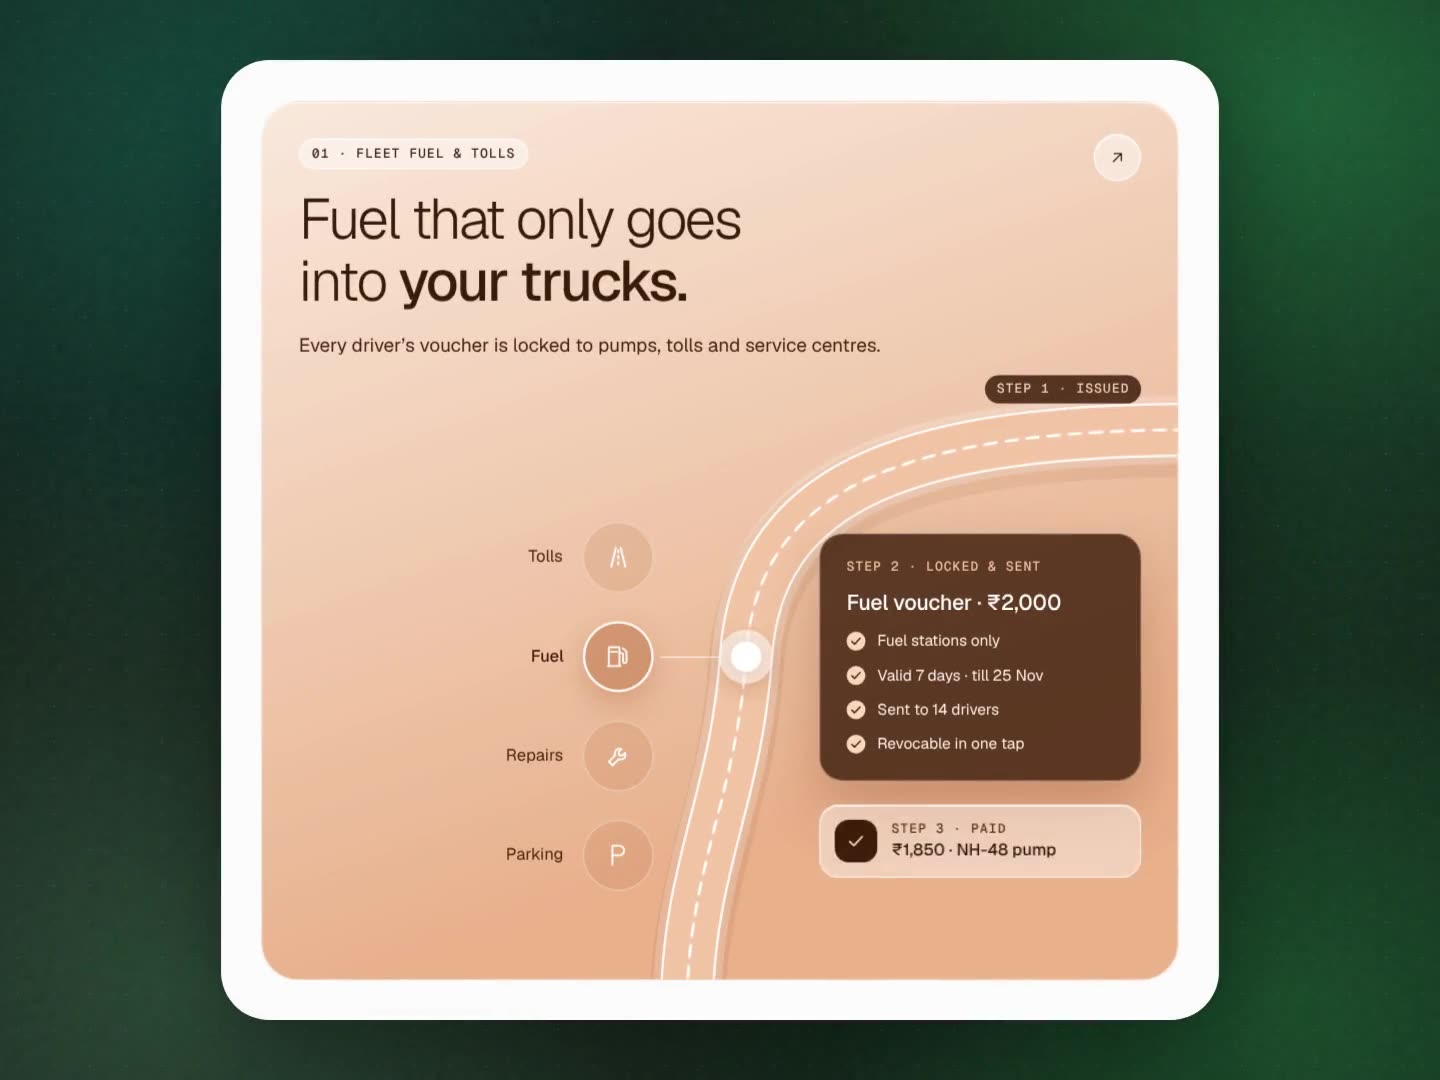 01 · FLEET FUEL & TOLLS
Fuel that only goes
into your trucks.
Every driver’s voucher is locked to pumps, tolls and service centres.
STEP 1 · ISSUED
Tolls
Fuel
Repairs
Parking
P
STEP 2 · LOCKED & SENT
Fuel voucher · ₹2,000
Fuel stations only
Valid 7 days · till 25 Nov
Sent to 14 drivers
Revocable in one tap
STEP 3 · PAID
₹1,850 · NH-48 pump